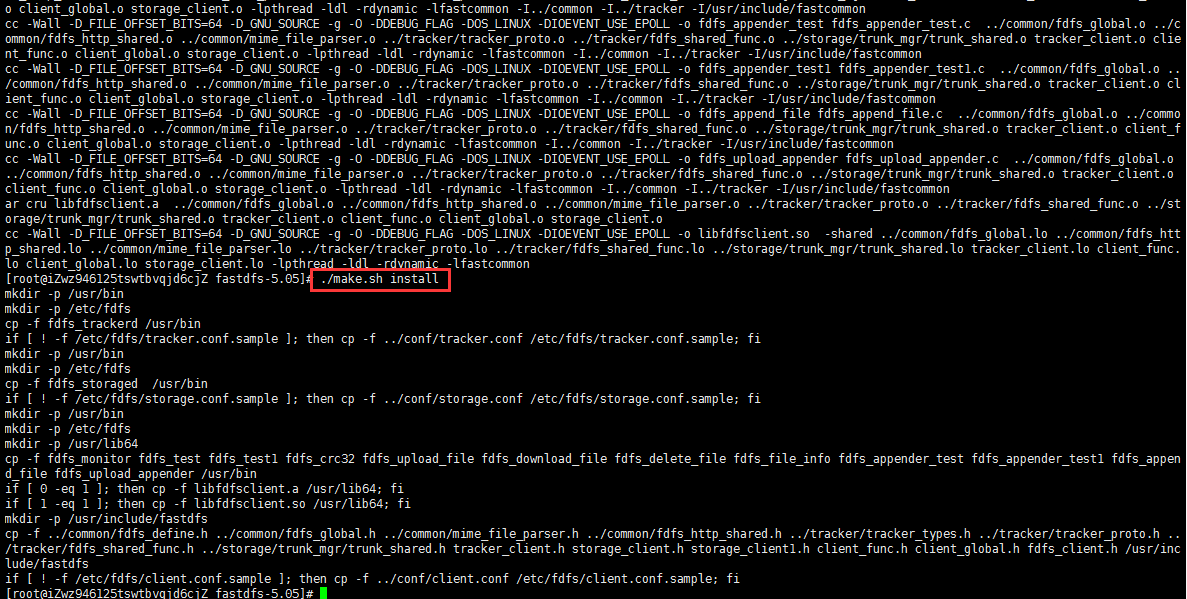 o client_global.o storage_client.o -lpthread -ldl -rdynamic -lfastcommon -I../common -I../tracker -I/usr/include/fastcommon
cc -Wall -D_FILE_OFFSET_BITS=64 -D_GNU_SOURCE -g -O -DDEBUG_FLAG -DOS_LINUX -DIOEVENT_USE_EPOLL -o fdfs_appender_test fdfs_appender_test.c  ../common/fdfs_global.o ../c
ommon/fdfs_http_shared.o ../common/mime_file_parser.o ../tracker/tracker_proto.o ../tracker/fdfs_shared_func.o ../storage/trunk_mgr/trunk_shared.o tracker_client.o clie
nt_func.o client_global.o storage_client.o -lpthread -ldl -rdynamic -lfastcommon -I../common -I../tracker -I/usr/include/fastcommon
cc -Wall -D_FILE_OFFSET_BITS=64 -D_GNU_SOURCE -g -O -DDEBUG_FLAG -DOS_LINUX -DIOEVENT_USE_EPOLL -o fdfs_appender_test1 fdfs_appender_test1.c  ../common/fdfs_global.o ..
/common/fdfs_http_shared.o ../common/mime_file_parser.o ../tracker/tracker_proto.o ../tracker/fdfs_shared_func.o ../storage/trunk_mgr/trunk_shared.o tracker_client.o cl
ient_func.o client_global.o storage_client.o -lpthread -ldl -rdynamic -lfastcommon -I../common -I../tracker -I/usr/include/fastcommon
cc -Wall -D_FILE_OFFSET_BITS=64 -D_GNU_SOURCE -g -O -DDEBUG_FLAG -DOS_LINUX -DIOEVENT_USE_EPOLL -o fdfs_append_file fdfs_append_file.c  ../common/fdfs_global.o ../commo
n/fdfs_http_shared.o ../common/mime_file_parser.o ../tracker/tracker_proto.o ../tracker/fdfs_shared_func.o ../storage/trunk_mgr/trunk_shared.o tracker_client.o client_f
unc.o client_global.o storage_client.o -lpthread -ldl -rdynamic -lfastcommon -I../common -I../tracker -I/usr/include/fastcommon
cc -Wall -D_FILE_OFFSET_BITS=64 -D_GNU_SOURCE -g -O -DDEBUG_FLAG -DOS_LINUX -DIOEVENT_USE_EPOLL -o fdfs_upload_appender fdfs_upload_appender.c  ../common/fdfs_global.o
../common/fdfs_http_shared.o ../common/mime_file_parser.o ../tracker/tracker_proto.o ../tracker/fdfs_shared_func.o ../storage/trunk_mgr/trunk_shared.o tracker_client.o
client_func.o client_global.o storage_client.o -lpthread -ldl -rdynamic -lfastcommon -I../common -I../tracker -I/usr/include/fastcommon
ar cru libfdfsclient.a  ../common/fdfs_global.o ../common/fdfs_http_shared.o ../common/mime_file_parser.o ../tracker/tracker_proto.o ../tracker/fdfs_shared_func.o ../st
orage/trunk_mgr/trunk_shared.o tracker_client.o client_func.o client_global.o storage_client.o
cc -Wall -D_FILE_OFFSET_BITS=64 -D_GNU_SOURCE -g -O -DDEBUG_FLAG -DOS_LINUX -DIOEVENT_USE_EPOLL -o libfdfsclient.so  -shared ../common/fdfs_global.lo ../common/fdfs_htt
p_shared.lo ../common/mime_file_parser.lo ../tracker/tracker_proto.lo ../tracker/fdfs_shared_func.lo ../storage/trunk_mgr/trunk_shared.lo tracker_client.lo client_func.
lo client_global.lo storage_client.lo -lpthread -ldl -rdynamic -lfastcommon
[root@iZwz946125tswtbvqjd6cjZ fastdfs-5.05]# ./make.sh install
mkdir -p /usr/bin
mkdir -p /etc/fdfs
cp -f fdfs_trackerd /usr/bin
if [ ! -f /etc/fdfs/tracker.conf.sample ]; then cp -f ../conf/tracker.conf /etc/fdfs/tracker.conf.sample; fi
mkdir -p /usr/bin
mkdir -p /etc/fdfs
cp -f fdfs_storaged  /usr/bin
if [ ! -f /etc/fdfs/storage.conf.sample ]; then cp -f ../conf/storage.conf /etc/fdfs/storage.conf.sample; fi
mkdir -p /usr/bin
mkdir -p /etc/fdfs
mkdir -p /usr/lib64
cp -f fdfs_monitor fdfs_test fdfs_test1 fdfs_crc32 fdfs_upload_file fdfs_download_file fdfs_delete_file fdfs_file_info fdfs_appender_test fdfs_appender_test1 fdfs_appen
d_file fdfs_upload_appender /usr/bin
if [ 0 -eq 1 ]; then cp -f libfdfsclient.a /usr/lib64; fi
if [ 1 -eq 1 ]; then cp -f libfdfsclient.so /usr/lib64; fi
mkdir -p /usr/include/fastdfs
cp -f ../common/fdfs_define.h ../common/fdfs_global.h ../common/mime_file_parser.h ../common/fdfs_http_shared.h ../tracker/tracker_types.h ../tracker/tracker_proto.h ..
/tracker/fdfs_shared_func.h ../storage/trunk_mgr/trunk_shared.h tracker_client.h storage_client.h storage_client1.h client_func.h client_global.h fdfs_client.h /usr/inc
lude/fastdfs
if [ ! -f /etc/fdfs/client.conf.sample ]; then cp -f ../conf/client.conf /etc/fdfs/client.conf.sample; fi
[root@iZwz946125tswtbvqjd6cjZ fastdfs-5.05]#